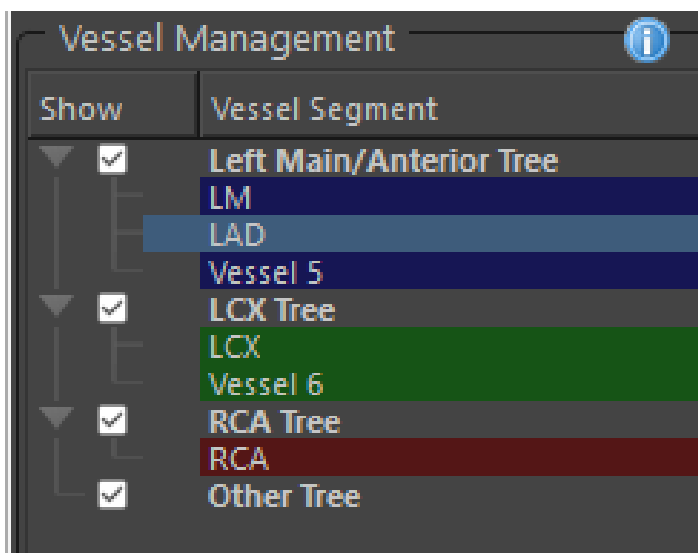 Vessel Management
Show Vessel Segment
Left Main/Anterior Tree
LM
LAD
Vessel 5
LCX Tree
LCX
Vessel 6
RCA Tree
RCA
Other Tree